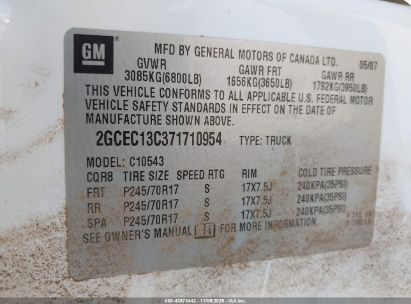 GM
MFD BY GENERAL MOTORS OF CANADA LTD. 05/07
GVWR GAWR FRT GAWR RR
3085KG(6800LB) 1656KG(3650LB) 1792KG(3950LB)
THIS VEHICLE CONFORMS TO ALL APPLICABLE U.S. FEDERAL MOTOR
VEHICLE SAFETY STANDARDS IN EFFECT ON THE DATE OF
MANUFACTURE SHOWN ABOVE.
2GCEC13C371710954 TYPE: TRUCK
MODEL: C10543
CQR8 TIRE SIZE SPEED RTG RIM COLD TIRE PRESSURE
FRT P245/70R17 S 17X7.5J 240KPA(35PSI)
RR P245/70R17 S 17X7.5J 240KPA(35PSI)
SP P245/70R17 S 17X7.5J 240KPA(35PSI)
SEE OWNER'S MANUAL FOR MORE INFORMATION.